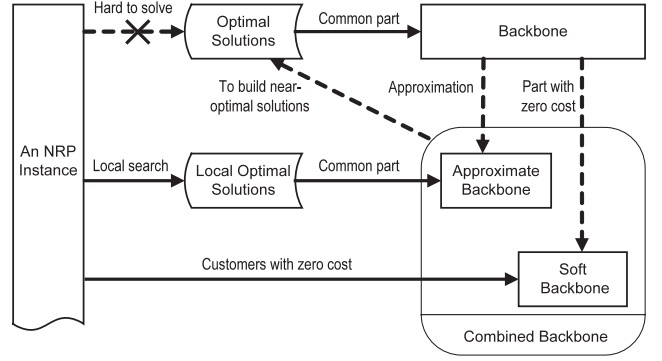 Hard to solve
Optimal
Solutions
Common part
Backbone
To build near-
optimal solutions
Approximation
Part with
zero cost
An NRP
Instance
Local search
Local Optimal
Solutions
Common part
Approximate
Backbone
Customers with zero cost
Soft
Backbone
Combined Backbone